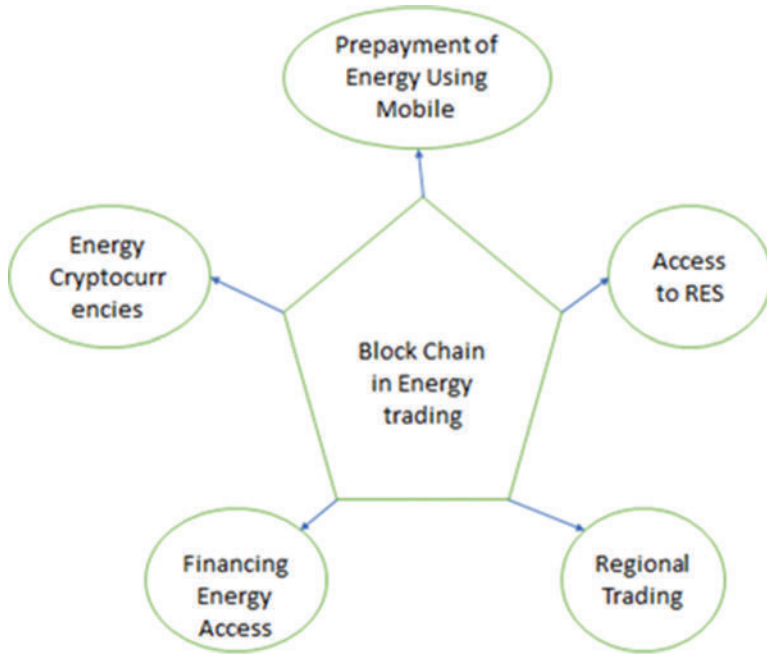 Prepayment of
Energy Using
Mobile
Energy
Cryptocurr
encies
Access
to RES
Block Chain
in Energy
trading
Financing
Energy
Access
Regional
Trading